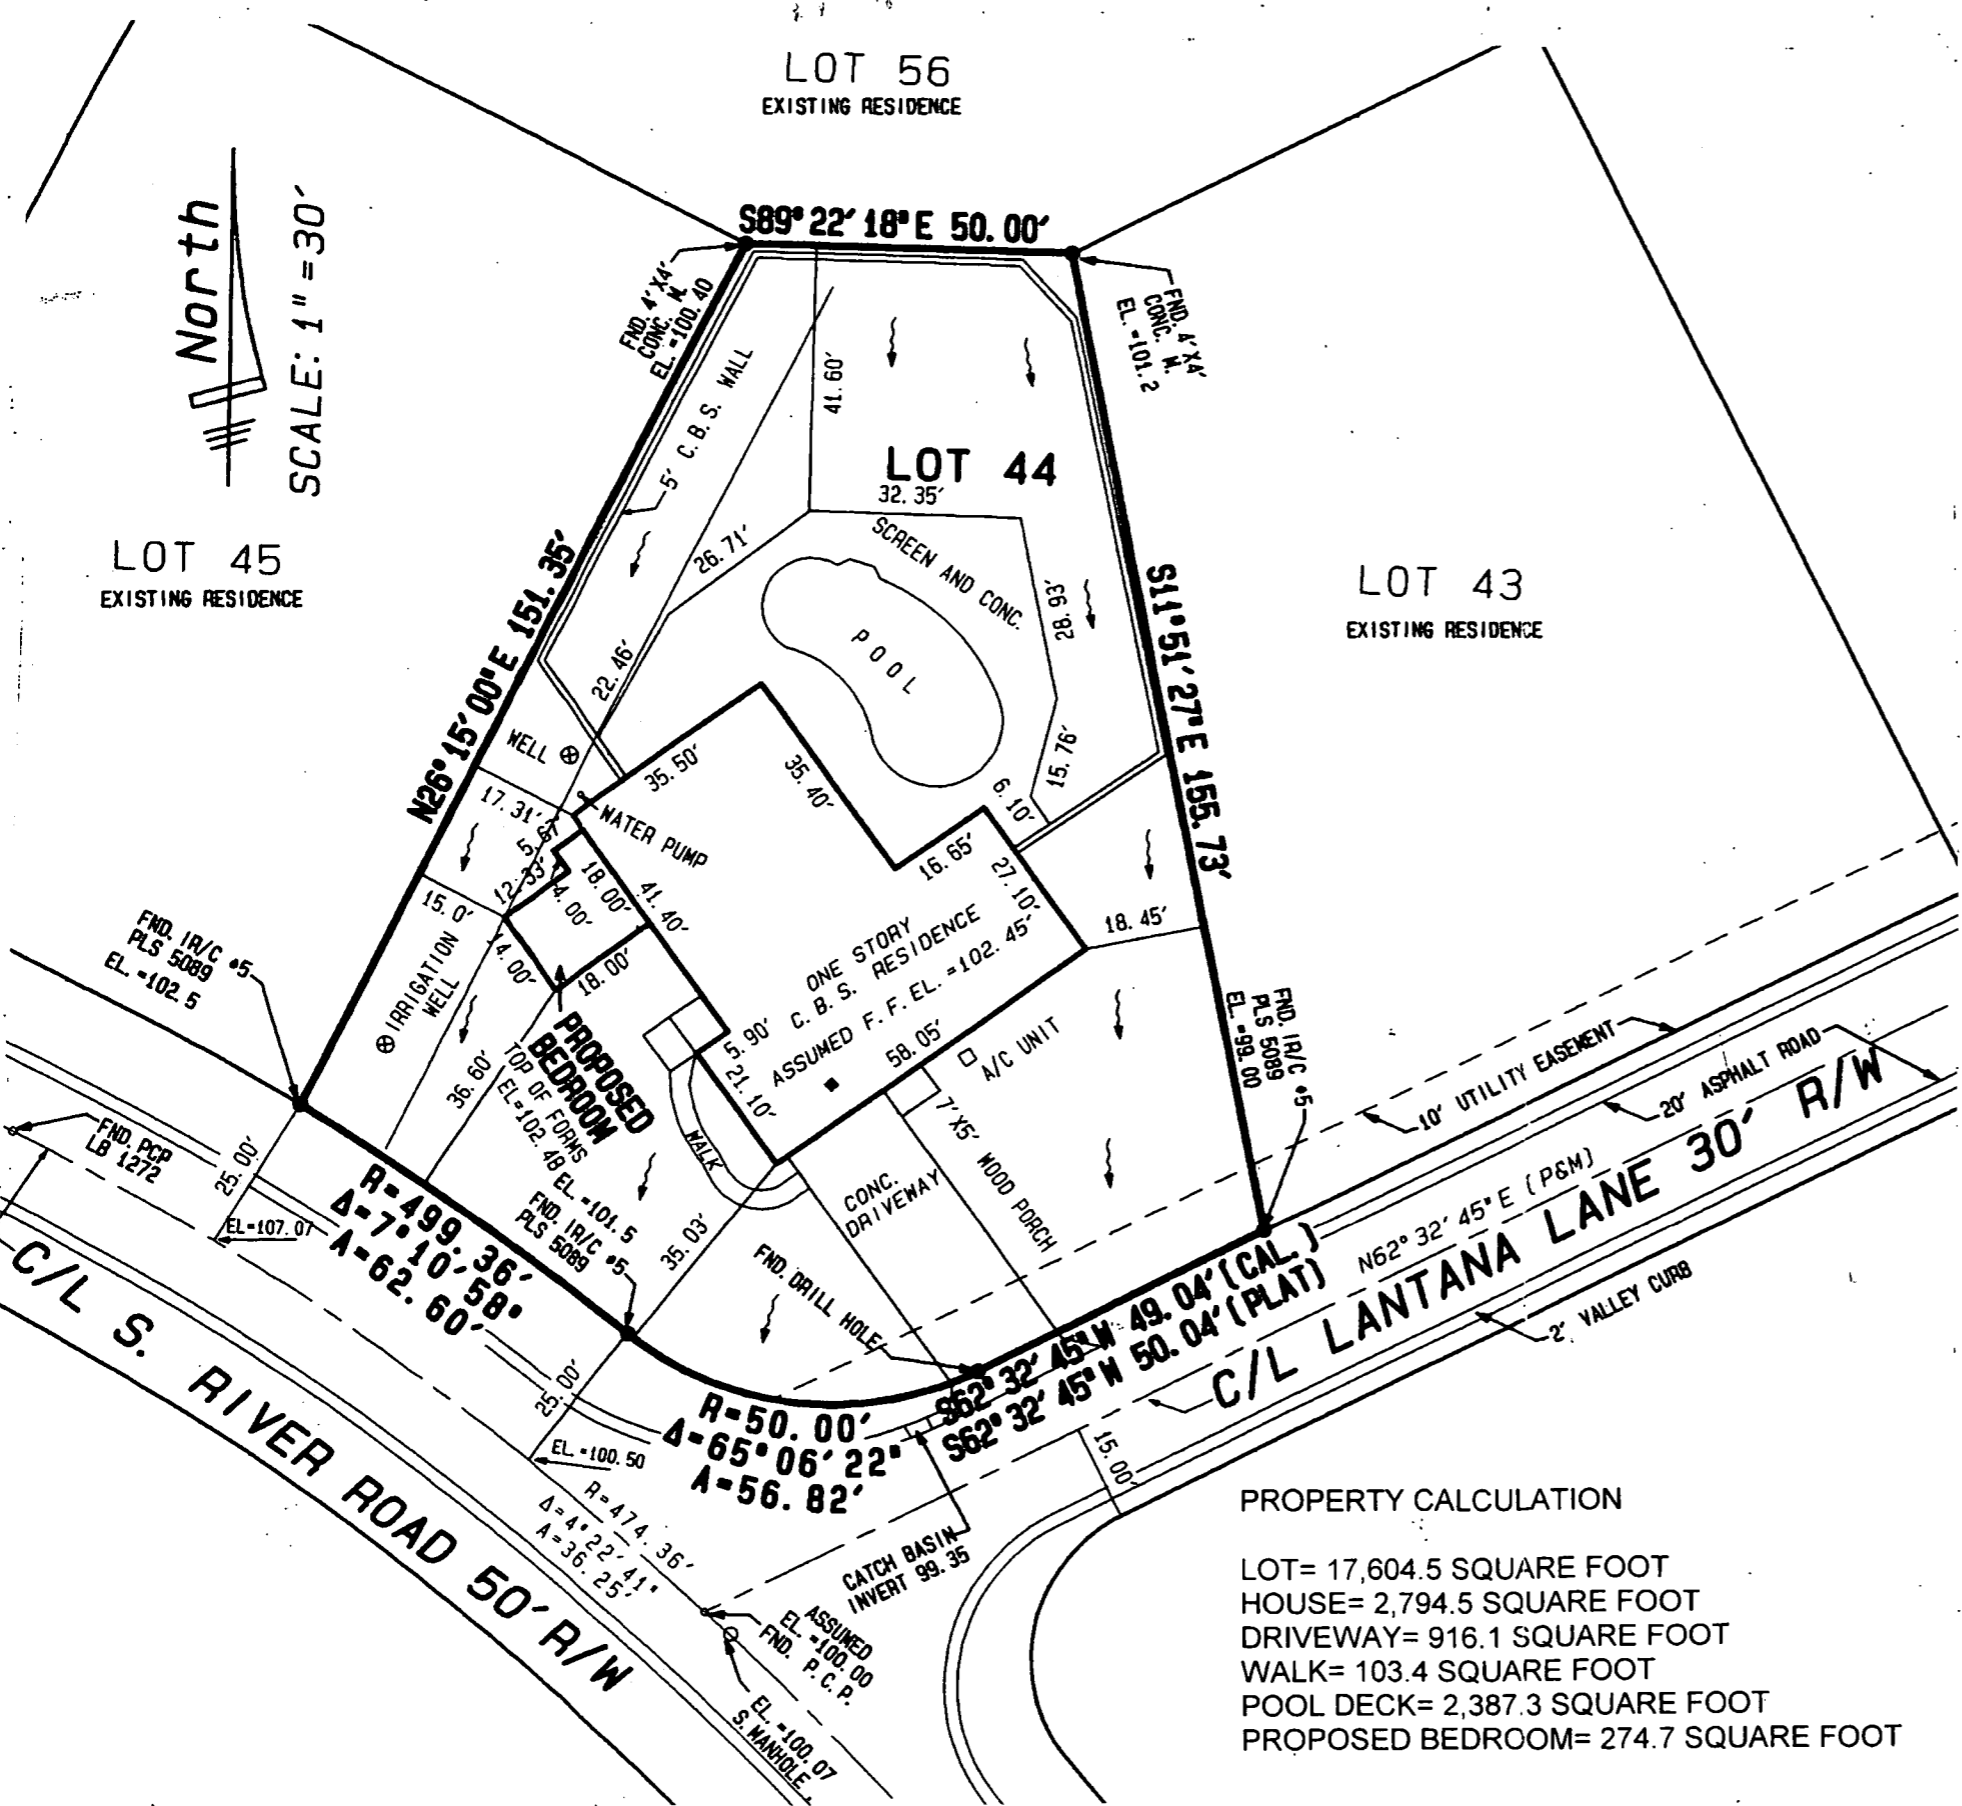 LOT 56
EXISTING RESIDENCE
North
SCALE: 1"=30'
S89°22'18"E 50.00'
FND. 4"X4"
CONC. M.
EL.=100.40
FND. 4"X4"
CONC. M.
EL.=101.2
5' C.B.S. WALL
41.60'
LOT 44
32.35'
26.71'
SCREEN AND CONC.
28.93'
POOL
22.46'
15.76'
6.10'
LOT 45
EXISTING RESIDENCE
LOT 43
EXISTING RESIDENCE
N26°15'00"E 151.35'
S11°51'27"E 155.73'
WELL
35.50'
35.40'
17.31'
WATER PUMP
5.67'
12.33'
4.00'
18.00'
41.40'
16.65'
27.10'
18.45'
15.0'
14.00'
18.00'
IRRIGATION
WELL
ONE STORY
C.B.S. RESIDENCE
ASSUMED F.F.EL.=102.45'
5.90'
21.10'
58.05'
A/C UNIT
7'X5'
WOOD PORCH
FND. IR/C #5
PLS 5089
EL.=102.5
FND. IR/C #5
PLS 5089
EL.=99.00
PROPOSED
BEDROOM
TOP OF FORMS
EL=102.48
36.60'
WALK
EL.=101.5
FND. IR/C #5
PLS 5089
35.03'
CONC.
DRIVEWAY
FND. DRILL HOLE
FND. PCP
LB 1272
25.00'
EL=107.07
R=499.36'
Δ=7°10'58"
A=62.60'
25.00'
EL.=100.50
R=50.00'
Δ=65°06'22"
A=56.82'
S62°32'45"W 49.04'(CAL.)
S62°32'45"W 50.04'(PLAT)
N62°32'45"E (P&M)
10' UTILITY EASEMENT
20' ASPHALT ROAD
C/L LANTANA LANE 30' R/W
2' VALLEY CURB
15.00'
C/L S. RIVER ROAD 50' R/W
R=474.36'
Δ=4°22'41"
A=36.25'
CATCH BASIN
INVERT 99.35
ASSUMED
EL.=100.00
FND. P.C.P.
EL.=100.07
S.MANHOLE
PROPERTY CALCULATION
LOT= 17,604.5 SQUARE FOOT
HOUSE= 2,794.5 SQUARE FOOT
DRIVEWAY= 916.1 SQUARE FOOT
WALK= 103.4 SQUARE FOOT
POOL DECK= 2,387.3 SQUARE FOOT
PROPOSED BEDROOM= 274.7 SQUARE FOOT